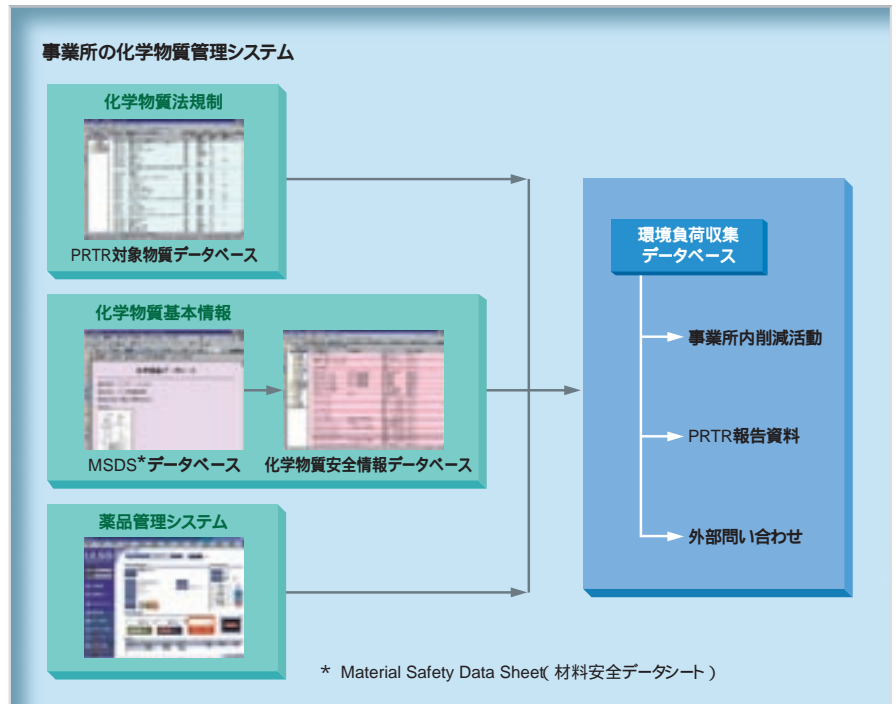 事業所の化学物質管理システム
化学物質法規制
PRTR対象物質データベース
化学物質基本情報
MSDS*データベース
化学物質安全情報データベース
薬品管理システム
環境負荷収集
データベース
事業所内削減活動
PRTR報告資料
外部問い合わせ
* Material Safety Data Sheet(材料安全データシート)